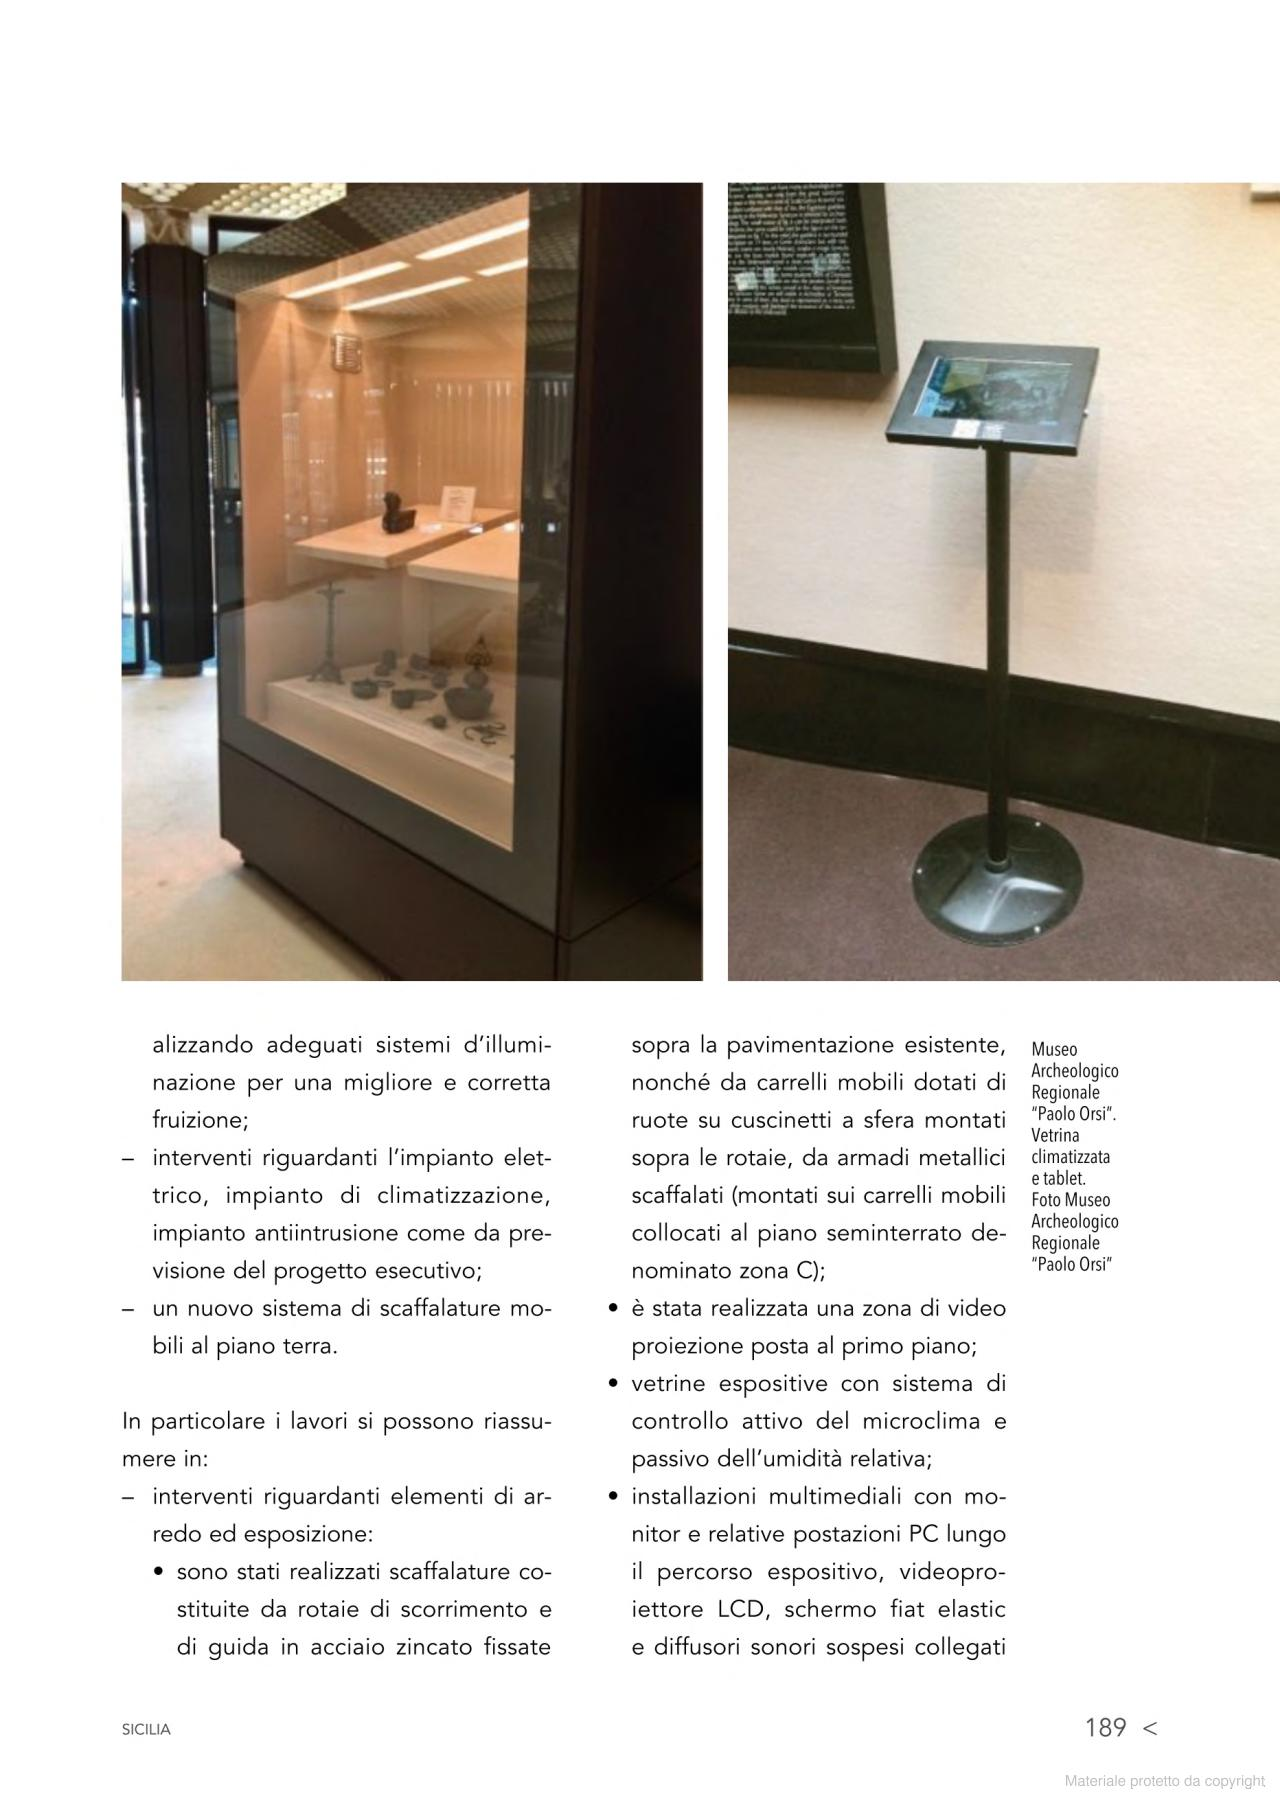 alizzando adeguati sistemi d'illumi-
nazione per una migliore e corretta
fruizione;
– interventi riguardanti l'impianto elet-
trico, impianto di climatizzazione,
impianto antiintrusione come da pre-
visione del progetto esecutivo;
– un nuovo sistema di scaffalature mo-
bili al piano terra.
In particolare i lavori si possono riassu-
mere in:
– interventi riguardanti elementi di ar-
redo ed esposizione:
• sono stati realizzati scaffalature co-
stituite da rotaie di scorrimento e
di guida in acciaio zincato fissate
sopra la pavimentazione esistente,
nonché da carrelli mobili dotati di
ruote su cuscinetti a sfera montati
sopra le rotaie, da armadi metallici
scaffalati (montati sui carrelli mobili
collocati al piano seminterrato de-
nominato zona C);
• è stata realizzata una zona di video
proiezione posta al primo piano;
• vetrine espositive con sistema di
controllo attivo del microclima e
passivo dell'umidità relativa;
• installazioni multimediali con mo-
nitor e relative postazioni PC lungo
il percorso espositivo, videopro-
iettore LCD, schermo fiat elastic
e diffusori sonori sospesi collegati
Museo
Archeologico
Regionale
"Paolo Orsi".
Vetrina
climatizzata
e tablet.
Foto Museo
Archeologico
Regionale
"Paolo Orsi"
SICILIA
189 <
Materiale protetto da copyright